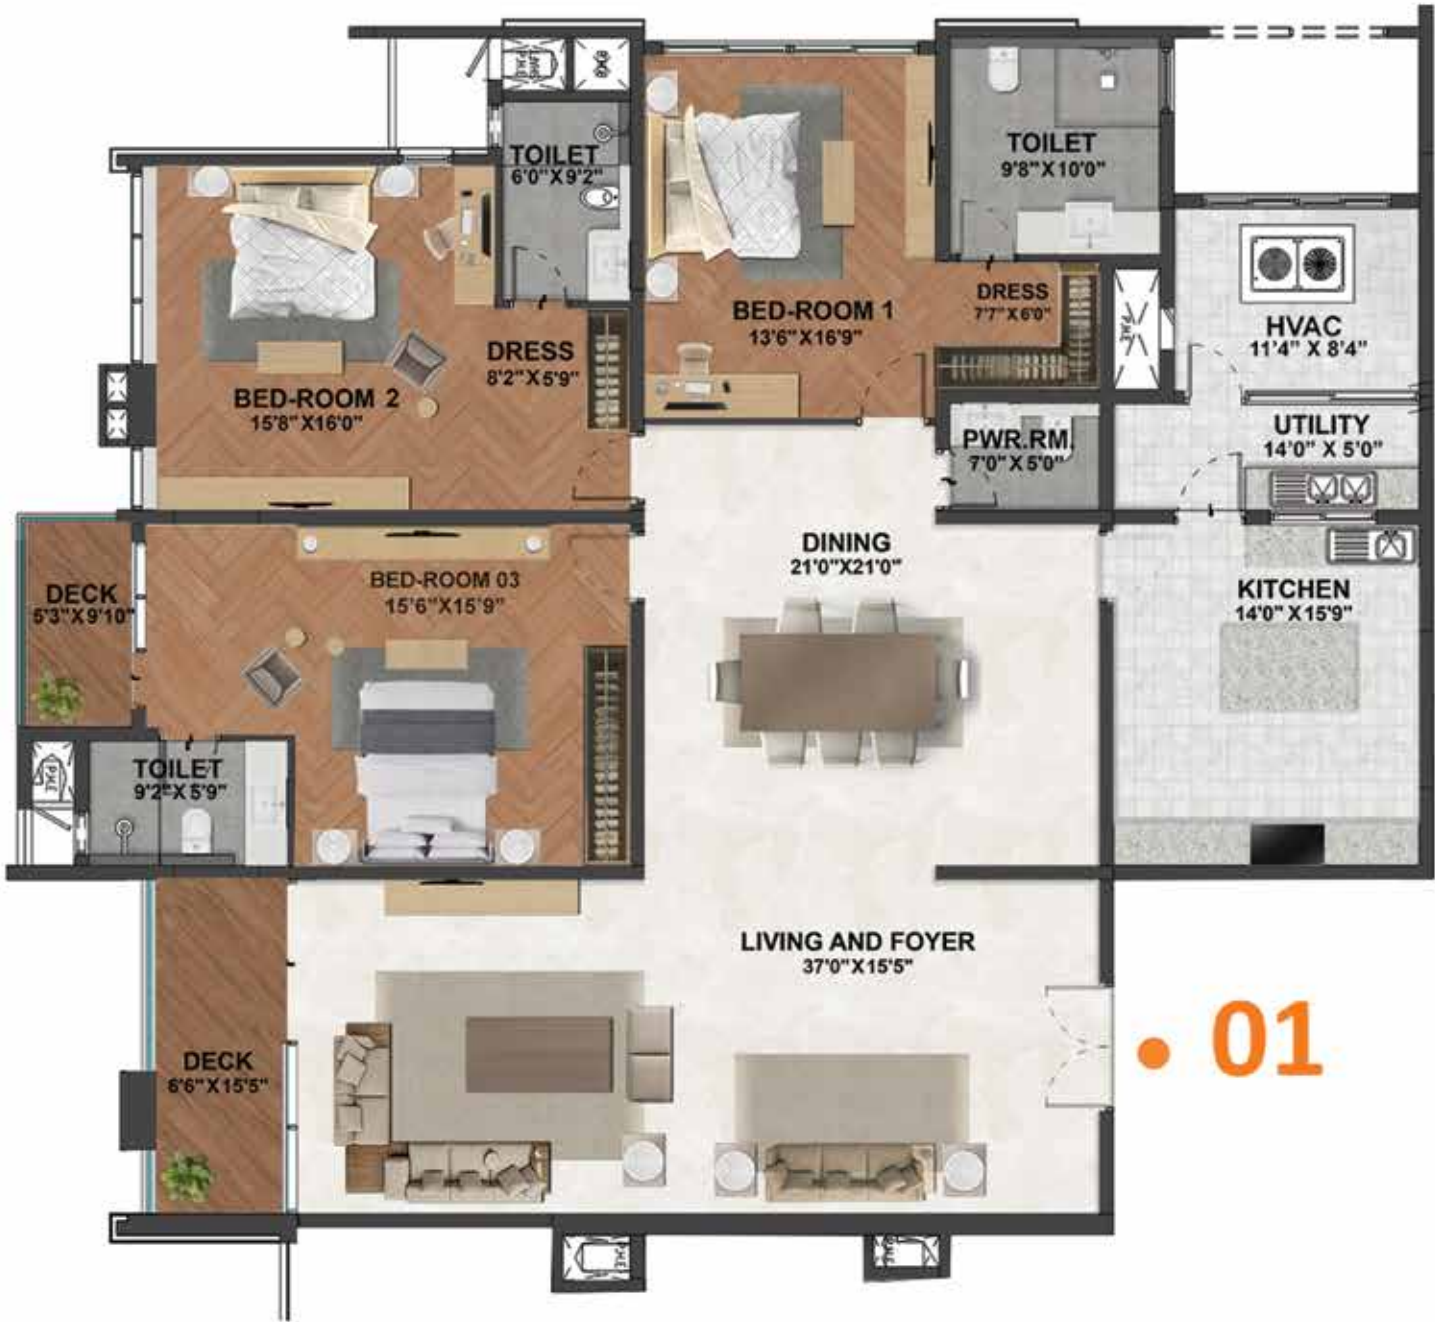 P.H.E
SHAFT
TOILET
6'0"X9'2"
TOILET
9'8"X10'0"
BED-ROOM 1
13'6"X16'9"
DRESS
7'7"X6'0"
P.H.E
HVAC
11'4" X 8'4"
DRESS
8'2"X5'9"
BED-ROOM 2
15'8"X16'0"
PWR.RM.
7'0"X5'0"
UTILITY
14'0" X 5'0"
DINING
21'0"X21'0"
BED-ROOM 03
15'6"X15'9"
DECK
5'3"X9'10"
KITCHEN
14'0" X15'9"
P.H.E
TOILET
9'2"X5'9"
LIVING AND FOYER
37'0"X15'5"
• 01
DECK
6'6"X15'5"
P.H.E
P.H.E